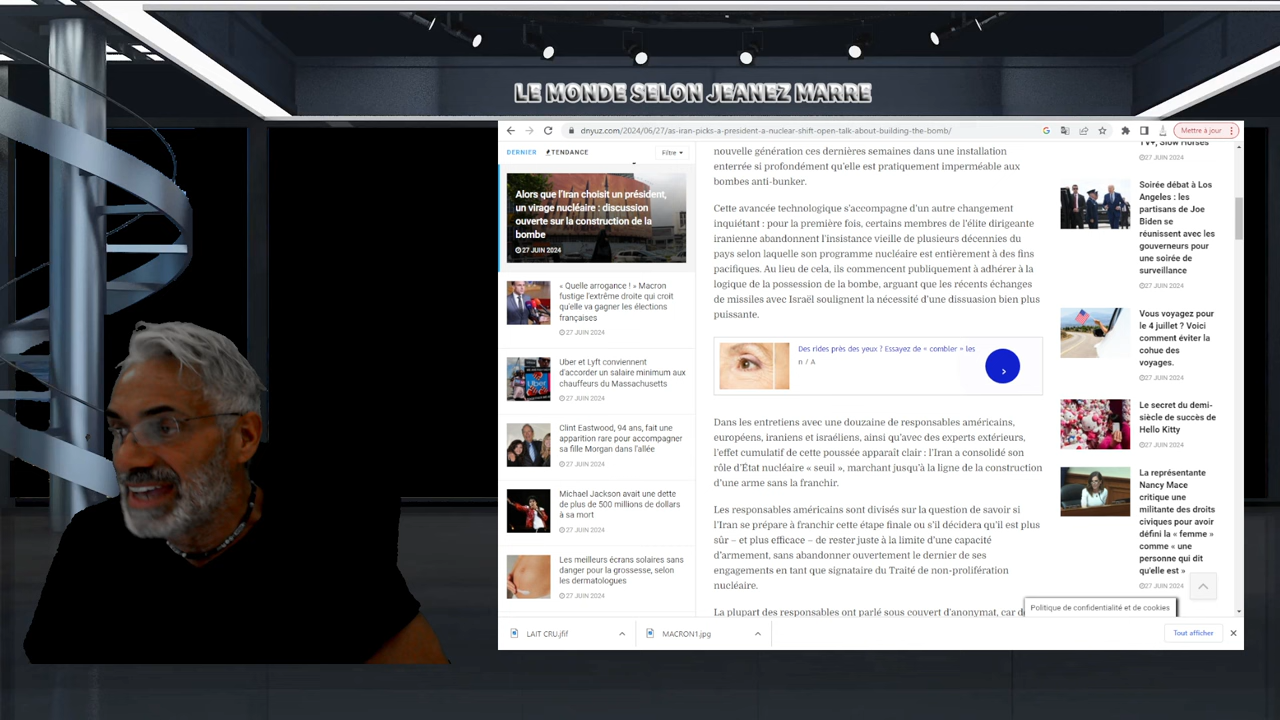 LE MONDE SELON JEANEZ MARRE
dnyuz.com/2024/06/27/as-iran-picks-a-president-a-nuclear-shift-open-talk-about-building-the-bomb/
Mettre à jour
DERNIER
TENDANCE
Filtre
Alors que l'Iran choisit un président,
un virage nucléaire : discussion
ouverte sur la construction de la
bombe
27 JUIN 2024
« Quelle arrogance ! » Macron
fustige l'extrême droite qui croit
qu'elle va gagner les élections
françaises
27 JUIN 2024
Uber et Lyft conviennent
d'accorder un salaire minimum aux
chauffeurs du Massachusetts
27 JUIN 2024
Clint Eastwood, 94 ans, fait une
apparition rare pour accompagner
sa fille Morgan dans l'allée
27 JUIN 2024
Michael Jackson avait une dette
de plus de 500 millions de dollars
à sa mort
27 JUIN 2024
Les meilleurs écrans solaires sans
danger pour la grossesse, selon
les dermatologues
27 JUIN 2024
nouvelle génération ces dernières semaines dans une installation
enterrée si profondément qu'elle est pratiquement imperméable aux
bombes anti-bunker.
Cette avancée technologique s'accompagne d'un autre changement
inquiétant : pour la première fois, certains membres de l'élite dirigeante
iranienne abandonnent l'insistance vieille de plusieurs décennies du
pays selon laquelle son programme nucléaire est entièrement à des fins
pacifiques. Au lieu de cela, ils commencent publiquement à adhérer à la
logique de la possession de la bombe, arguant que les récents échanges
de missiles avec Israël soulignent la nécessité d'une dissuasion bien plus
puissante.
Des rides près des yeux ? Essayez de « combler » les
n / A
Dans les entretiens avec une douzaine de responsables américains,
européens, iraniens et israéliens, ainsi qu'avec des experts extérieurs,
l'effet cumulatif de cette poussée apparaît clair : l'Iran a consolidé son
rôle d'État nucléaire « seuil », marchant jusqu'à la ligne de la construction
d'une arme sans la franchir.
Les responsables américains sont divisés sur la question de savoir si
l'Iran se prépare à franchir cette étape finale ou s'il décidera qu'il est plus
sûr – et plus efficace – de rester juste à la limite d'une capacité
d'armement, sans abandonner ouvertement le dernier de ses
engagements en tant que signataire du Traité de non-prolifération
nucléaire.
La plupart des responsables ont parlé sous couvert d'anonymat, car
TV+, Slow Horses
27 JUIN 2024
Soirée débat à Los
Angeles : les
partisans de Joe
Biden se
réunissent avec les
gouverneurs pour
une soirée de
surveillance
27 JUIN 2024
Vous voyagez pour
le 4 juillet ? Voici
comment éviter la
cohue des
voyages.
27 JUIN 2024
Le secret du demi-
siècle de succès de
Hello Kitty
27 JUIN 2024
La représentante
Nancy Mace
critique une
militante des droits
civiques pour avoir
défini la « femme »
comme « une
personne qui dit
qu'elle est »
27 JUIN 2024
Politique de confidentialité et de cookies
LAIT CRU.jfif
MACRON1.jpg
Tout afficher